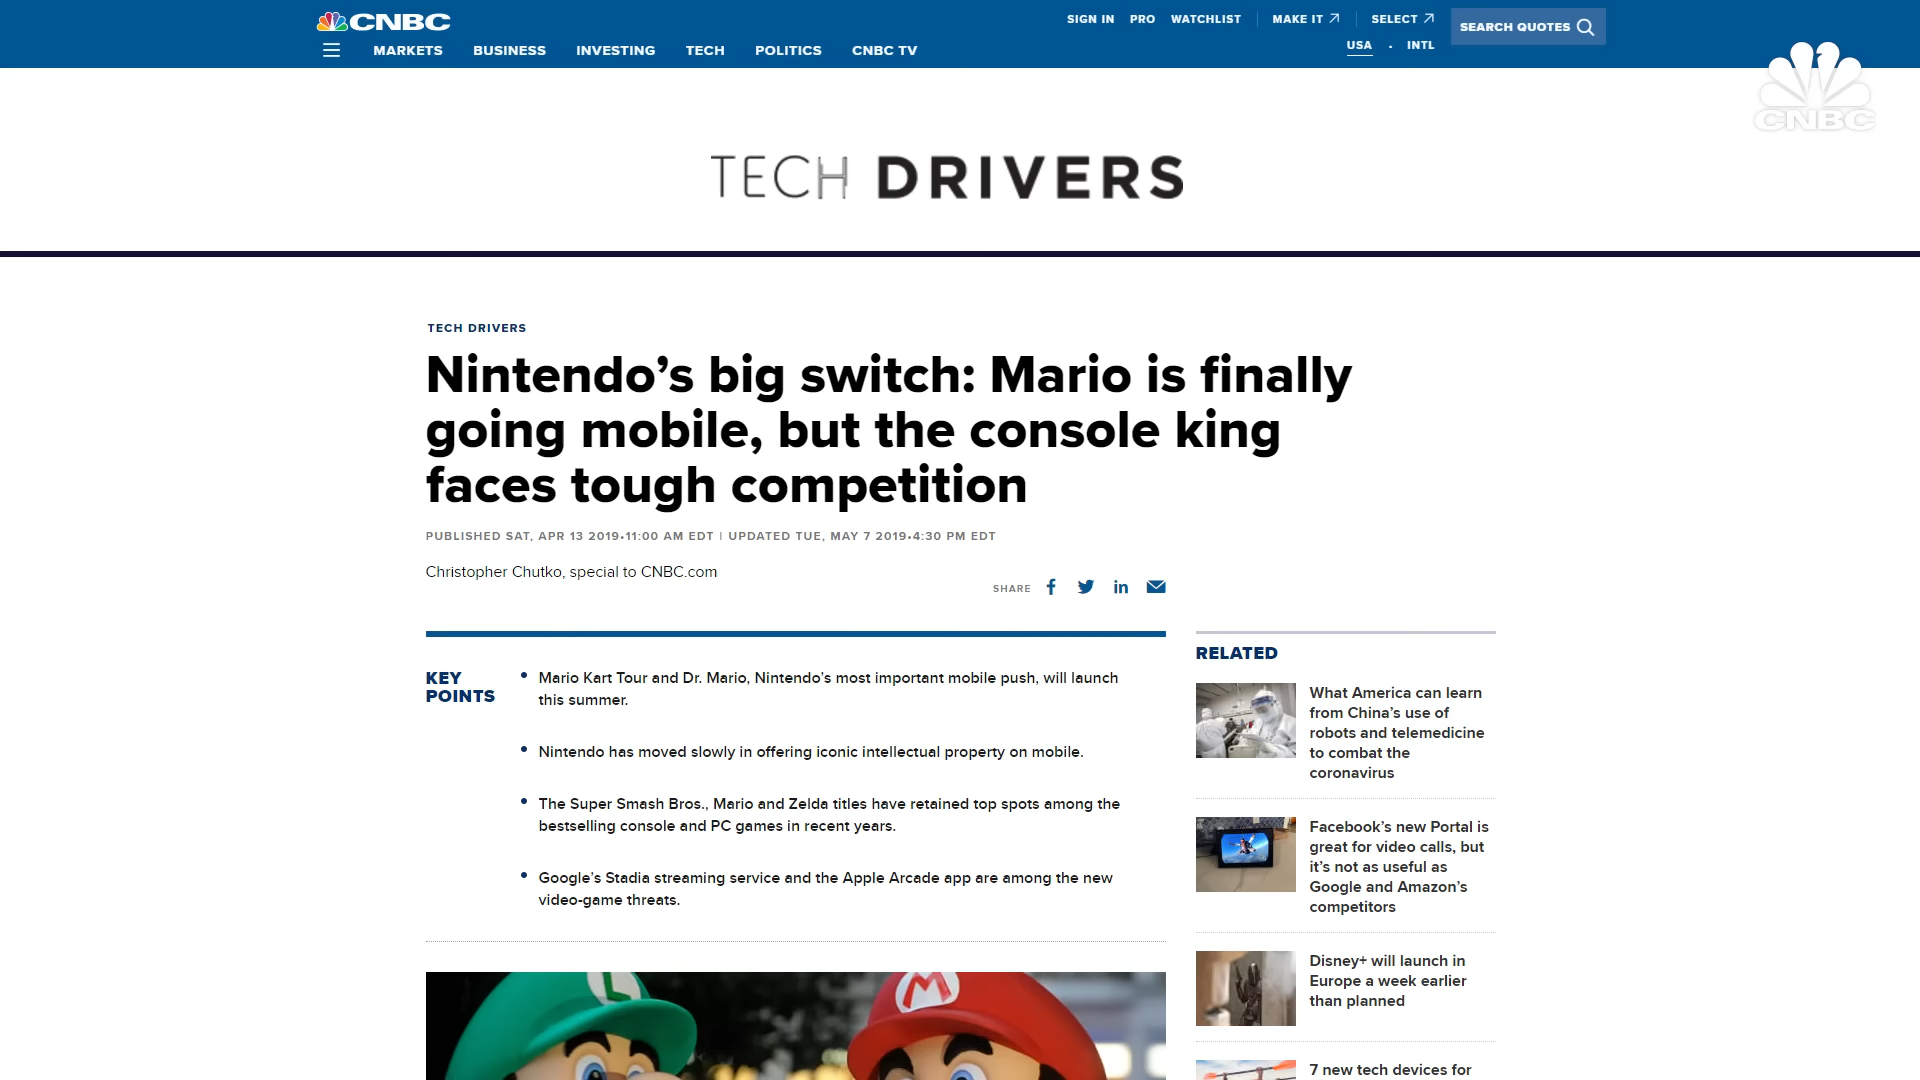 CNBC
SIGN IN PRO WATCHLIST MAKE IT SELECT
SEARCH QUOTES
USA · INTL
MARKETS BUSINESS INVESTING TECH POLITICS CNBC TV
CNBC
TECH DRIVERS
TECH DRIVERS
Nintendo’s big switch: Mario is finally
going mobile, but the console king
faces tough competition
PUBLISHED SAT, APR 13 2019•11:00 AM EDT | UPDATED TUE, MAY 7 2019•4:30 PM EDT
Christopher Chutko, special to CNBC.com
SHARE
KEY
POINTS
• Mario Kart Tour and Dr. Mario, Nintendo’s most important mobile push, will launch
this summer.
• Nintendo has moved slowly in offering iconic intellectual property on mobile.
• The Super Smash Bros., Mario and Zelda titles have retained top spots among the
bestselling console and PC games in recent years.
• Google’s Stadia streaming service and the Apple Arcade app are among the new
video-game threats.
L
M
RELATED
What America can learn
from China’s use of
robots and telemedicine
to combat the
coronavirus
Facebook’s new Portal is
great for video calls, but
it’s not as useful as
Google and Amazon’s
competitors
Disney+ will launch in
Europe a week earlier
than planned
7 new tech devices for